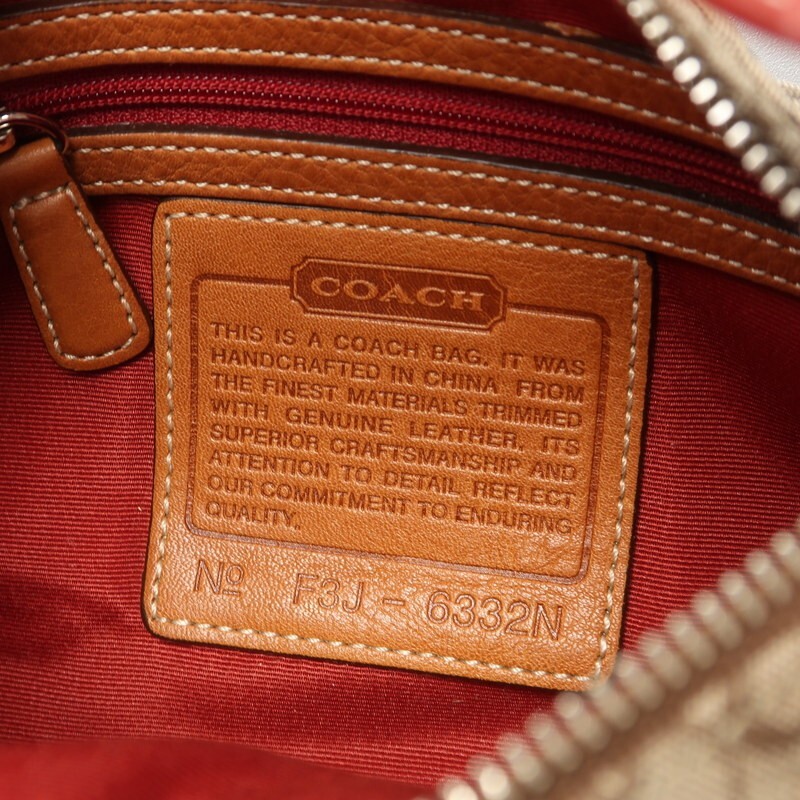 COACH
THIS IS A COACH BAG. IT WAS
HANDCRAFTED IN CHINA FROM
THE FINEST MATERIALS TRIMMED
WITH GENUINE LEATHER. ITS
SUPERIOR CRAFTSMANSHIP AND
ATTENTION TO DETAIL REFLECT
OUR COMMITMENT TO ENDURING
QUALITY.
Nº F3J - 6332N